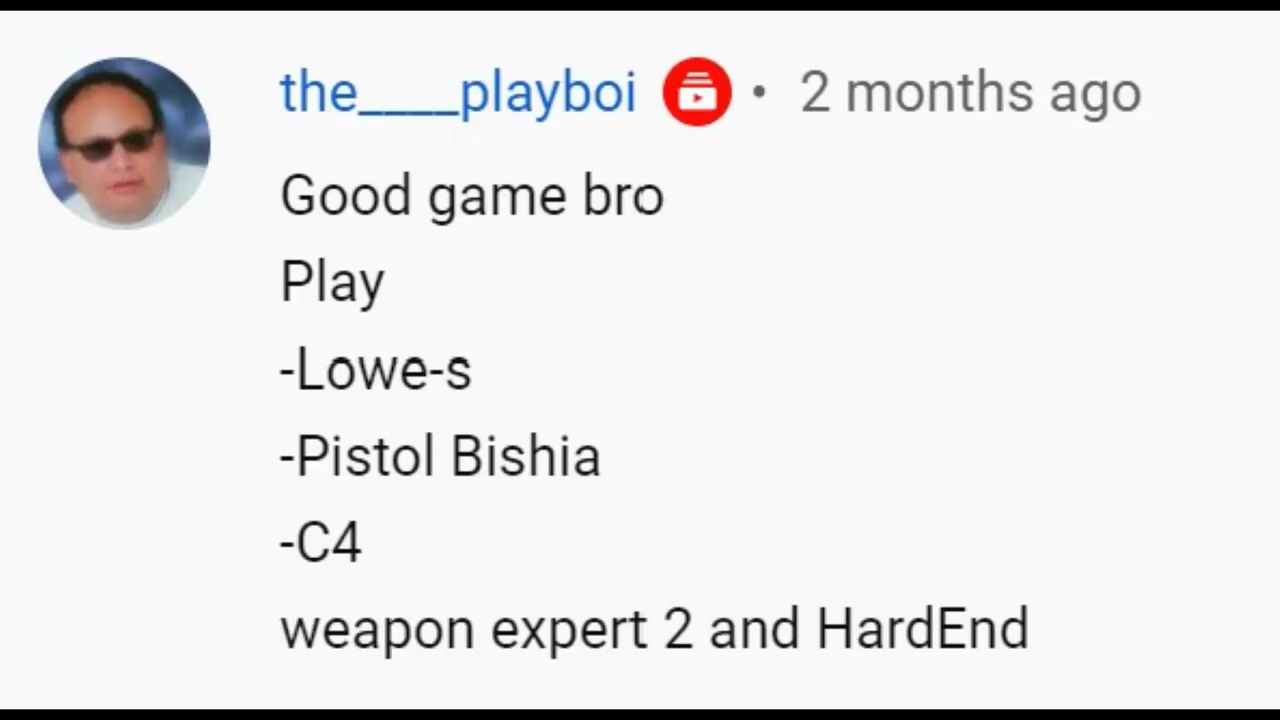 the____playboi • 2 months ago
Good game bro
Play
-Lowe-s
-Pistol Bishia
-C4
weapon expert 2 and HardEnd